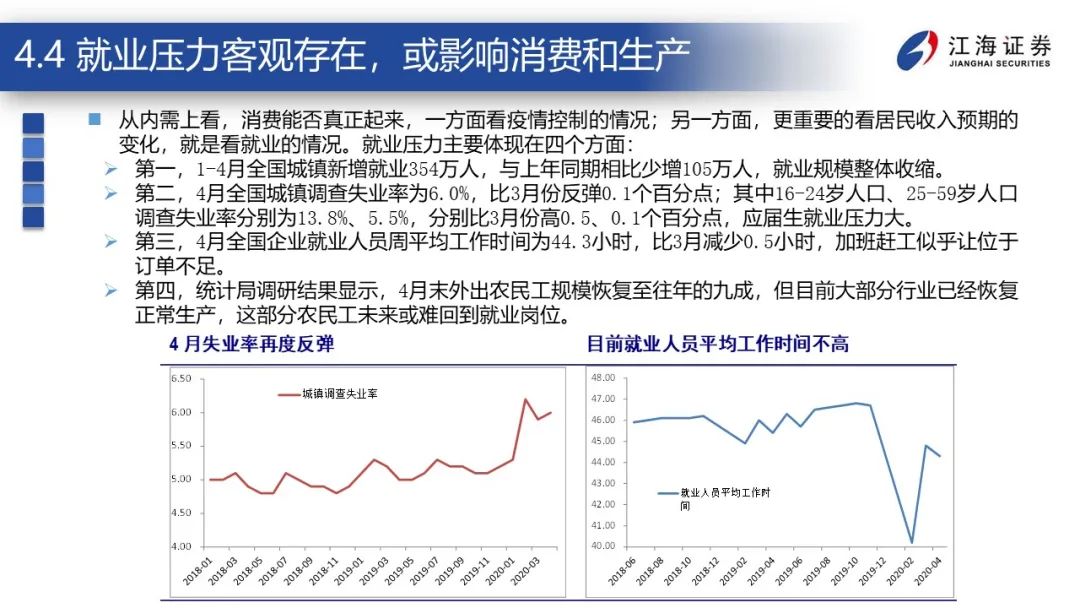 4.4 就业压力客观存在，或影响消费和生产
江海证券
JIANGHAI SECURITIES
从内需上看，消费能否真正起来，一方面看疫情控制的情况；另一方面，更重要的看居民收入预期的
变化，就是看就业的情况。就业压力主要体现在四个方面：
第一，1-4月全国城镇新增就业354万人，与上年同期相比少增105万人，就业规模整体收缩。
第二，4月全国城镇调查失业率为6.0%，比3月份反弹0.1个百分点；其中16-24岁人口、25-59岁人口
调查失业率分别为13.8%、5.5%，分别比3月份高0.5、0.1个百分点，应届生就业压力大。
第三，4月全国企业就业人员周平均工作时间为44.3小时，比3月减少0.5小时，加班赶工似乎让位于
订单不足。
第四，统计局调研结果显示，4月末外出农民工规模恢复至往年的九成，但目前大部分行业已经恢复
正常生产，这部分农民工未来或难回到就业岗位。
4月失业率再度反弹
6.50
6.00
5.50
5.00
4.50
4.00
城镇调查失业率
2018-01
2018-03
2018-05
2018-07
2018-09
2018-11
2019-01
2019-03
2019-05
2019-07
2019-09
2019-11
2020-01
2020-03
目前就业人员平均工作时间不高
48.00
46.00
45.00
44.00
43.00
42.00
41.00
40.00
就业人员平均工作时
间
2018-06
2018-08
2018-10
2018-12
2019-02
2019-04
2019-06
2019-08
2019-10
2019-12
2020-02
2020-04